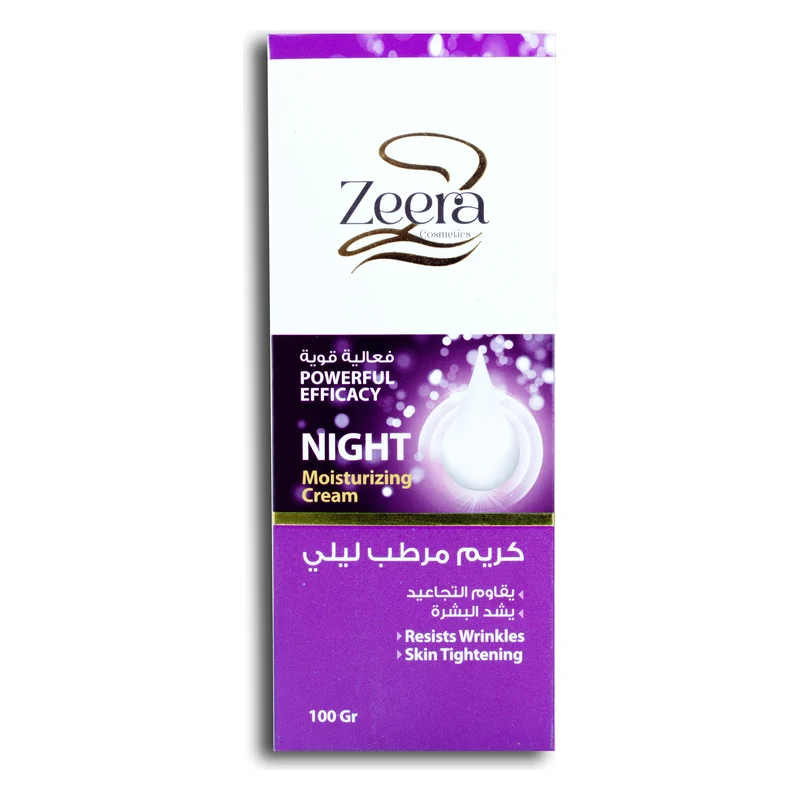 Zeera
Cosmetics
فعالية قوية
POWERFUL
EFFICACY
NIGHT
Moisturizing
Cream
كريم مرطب ليلي
يقاوم التجاعيد
يشد البشرة
Resists Wrinkles
Skin Tightening
100 Gr